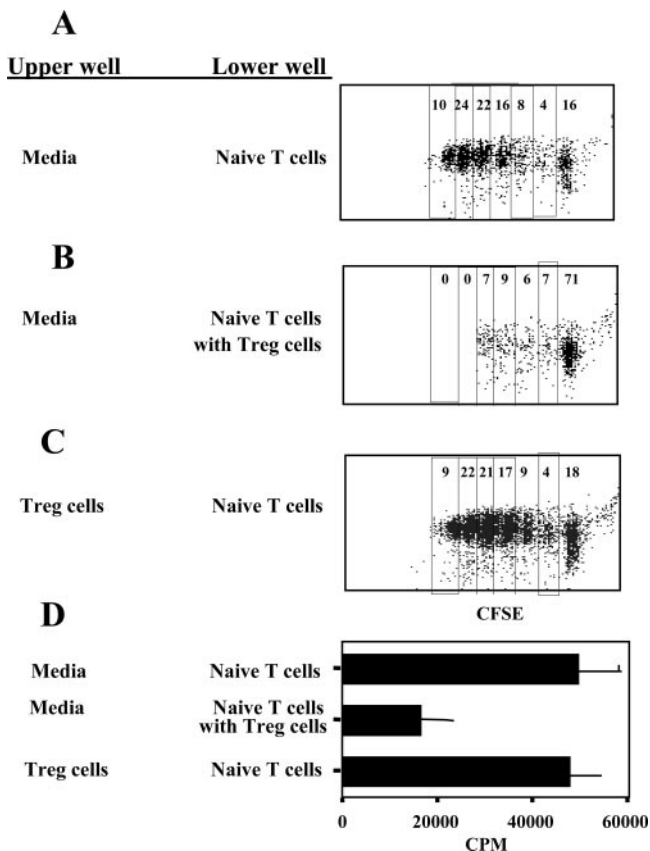 A
Upper well Lower well
10 24 22 16 8 4 16
Media Naive T cells
B
0 0 7 9 6 7 71
Media Naive T cells
with Treg cells
C
9 22 21 17 9 4 18
Treg cells Naive T cells
CFSE
D
Media Naive T cells
Media Naive T cells
with Treg cells
Treg cells Naive T cells
0 20000 40000 60000
CPM